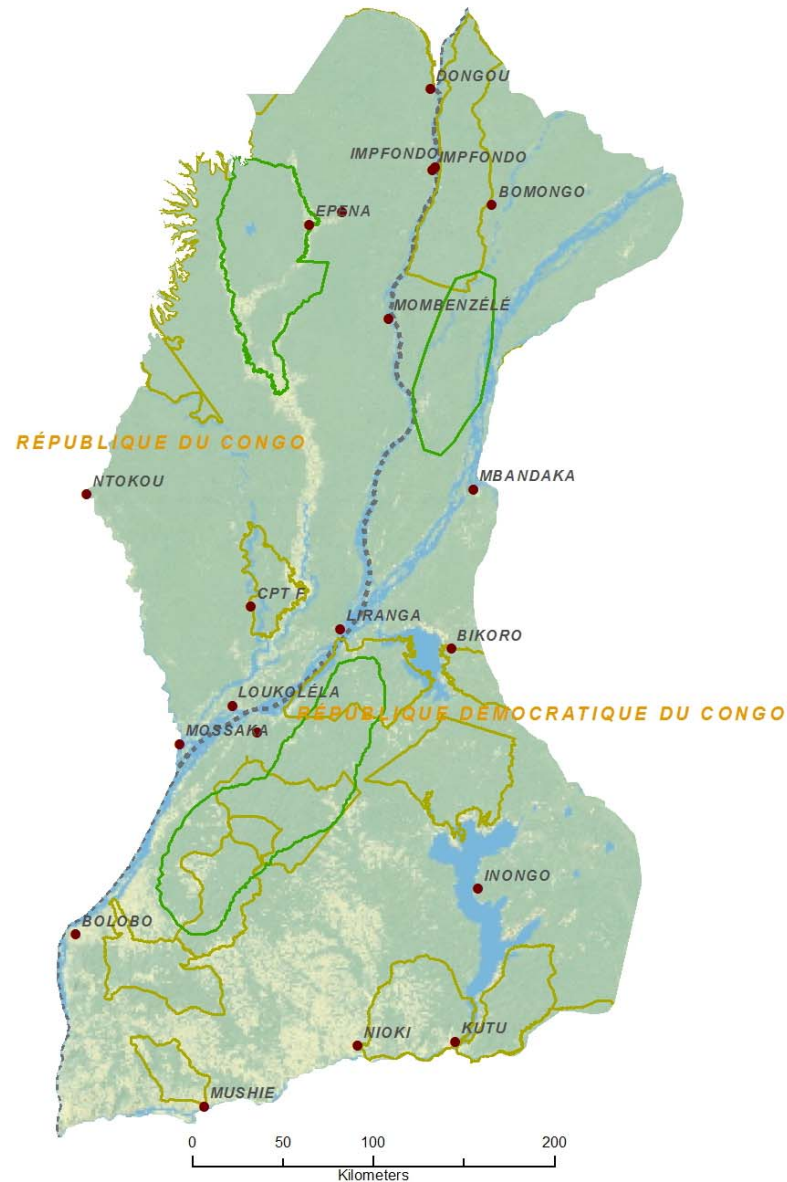 DONGOU
IMPFONDO IMPFONDO
BOMONGO
EPENA
MOMBENZÉLÉ
RÉPUBLIQUE DU CONGO
NTOKOU
MBANDAKA
CPT F
LIRANGA
BIKORO
LOUKOLÉLA
RÉPUBLIQUE DÉMOCRATIQUE DU CONGO
MOSSAKA
INONGO
BOLOBO
NIOKI
KUTU
MUSHIE
0 50 100 200
Kilometers